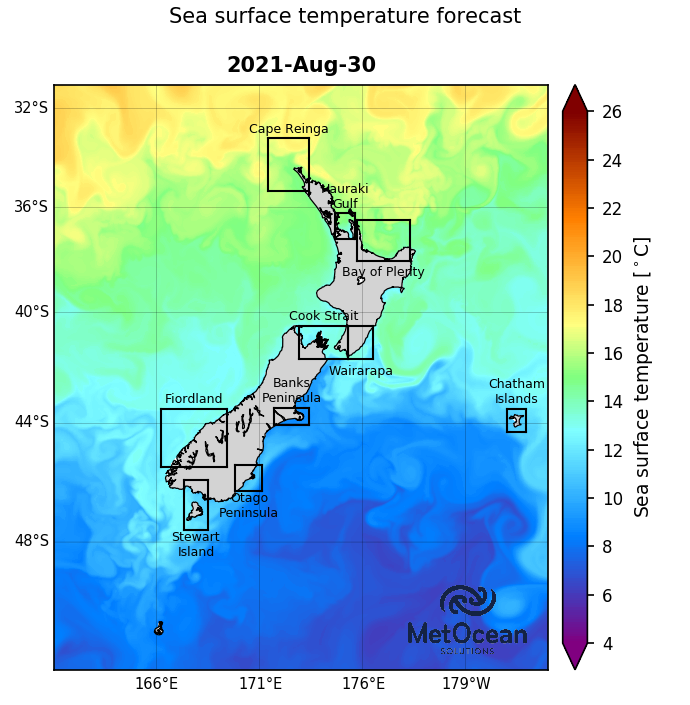 Sea surface temperature forecast
2021-Aug-30
32°S
36°S
40°S
44°S
48°S
166°E
171°E
176°E
179°W
Cape Reinga
Hauraki
Gulf
Bay of Plenty
Cook Strait
Wairarapa
Banks
Peninsula
Fiordland
Chatham
Islands
Otago
Peninsula
Stewart
Island
MetOcean
SOLUTIONS
26
24
22
20
18
16
14
12
10
8
6
4
Sea surface temperature [°C]